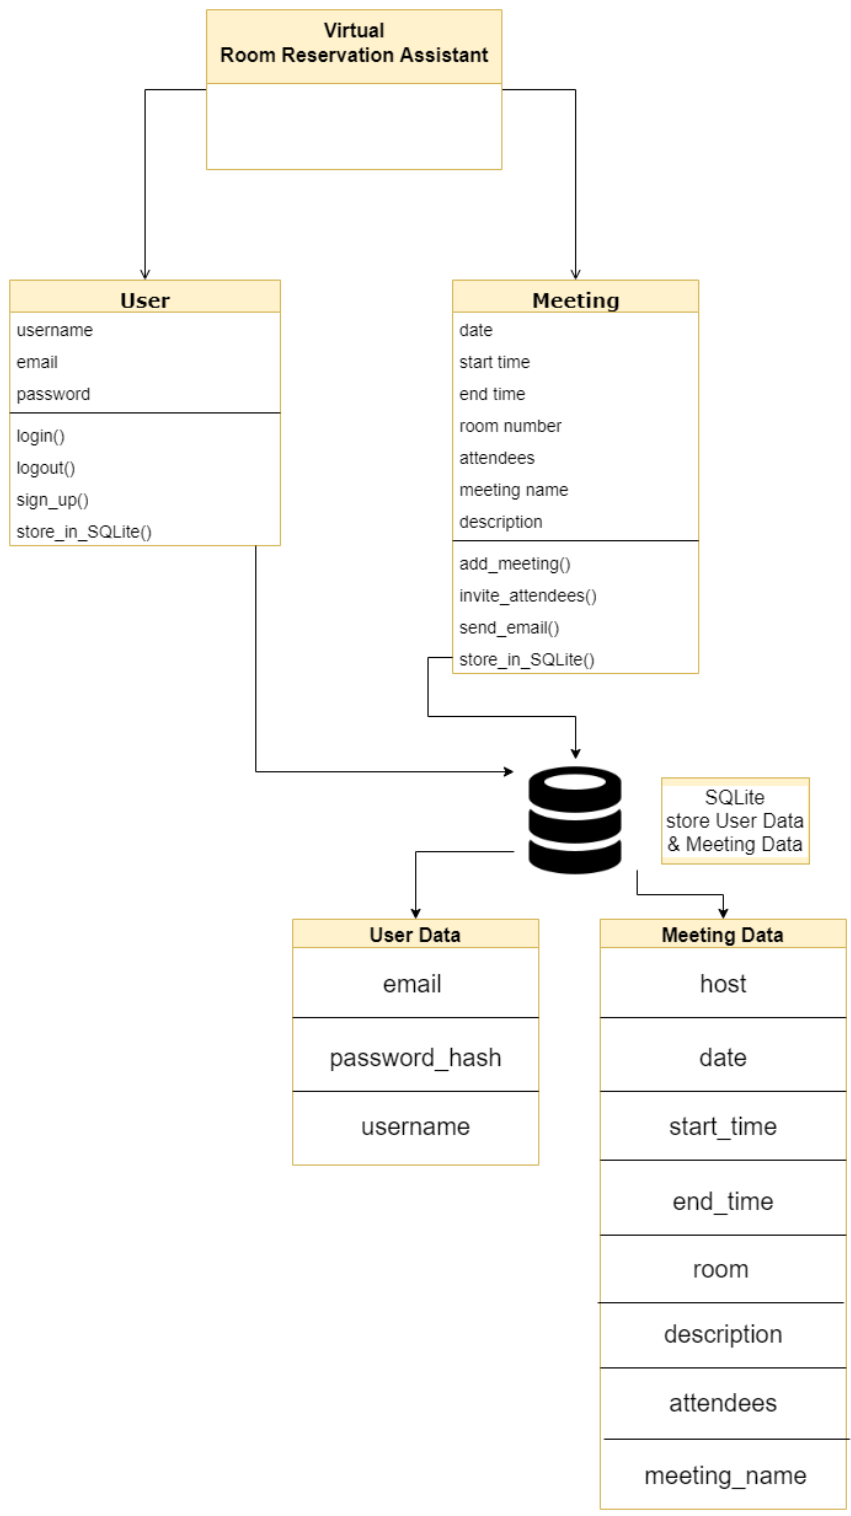 Virtual
Room Reservation Assistant
User
username
email
password
login()
logout()
sign_up()
store_in_SQLite()
Meeting
date
start time
end time
room number
attendees
meeting name
description
add_meeting()
invite_attendees()
send_email()
store_in_SQLite()
SQLite
store User Data
& Meeting Data
User Data
email
password_hash
username
Meeting Data
host
date
start_time
end_time
room
description
attendees
meeting_name